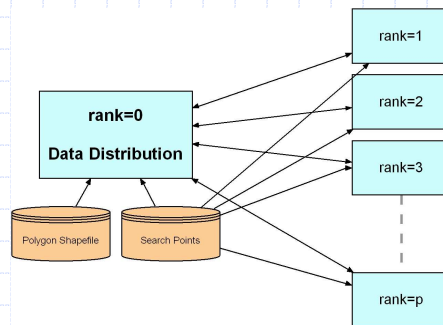 rank=0
Data Distribution
Polygon Shapefile
Search Points
rank=1
rank=2
rank=3
rank=p